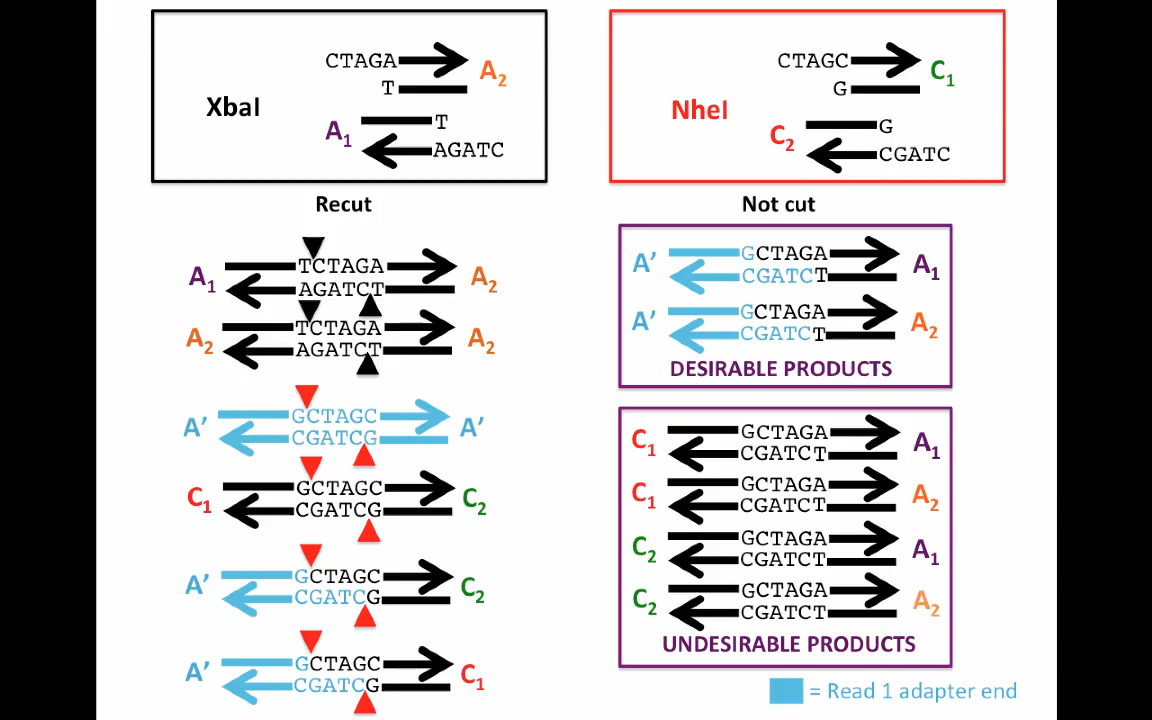 XbaI
CTAGA
T
A2
A1
T
AGATC
NheI
CTAGC
G
C1
C2
G
CGATC
Recut
A1 TCTAGA A2
AGATCT
A2 TCTAGA A2
AGATCT
A' GCTAGC A'
CGATCG
C1 GCTAGC C2
CGATCG
A' GCTAGC C2
CGATCG
A' GCTAGC C1
CGATCG
Not cut
A' GCTAGA A1
CGATCT
A' GCTAGA A2
CGATCT
DESIRABLE PRODUCTS
C1 GCTAGA A1
CGATCT
C1 GCTAGA A2
CGATCT
C2 GCTAGA A1
CGATCT
C2 GCTAGA A2
CGATCT
UNDESIRABLE PRODUCTS
= Read 1 adapter end